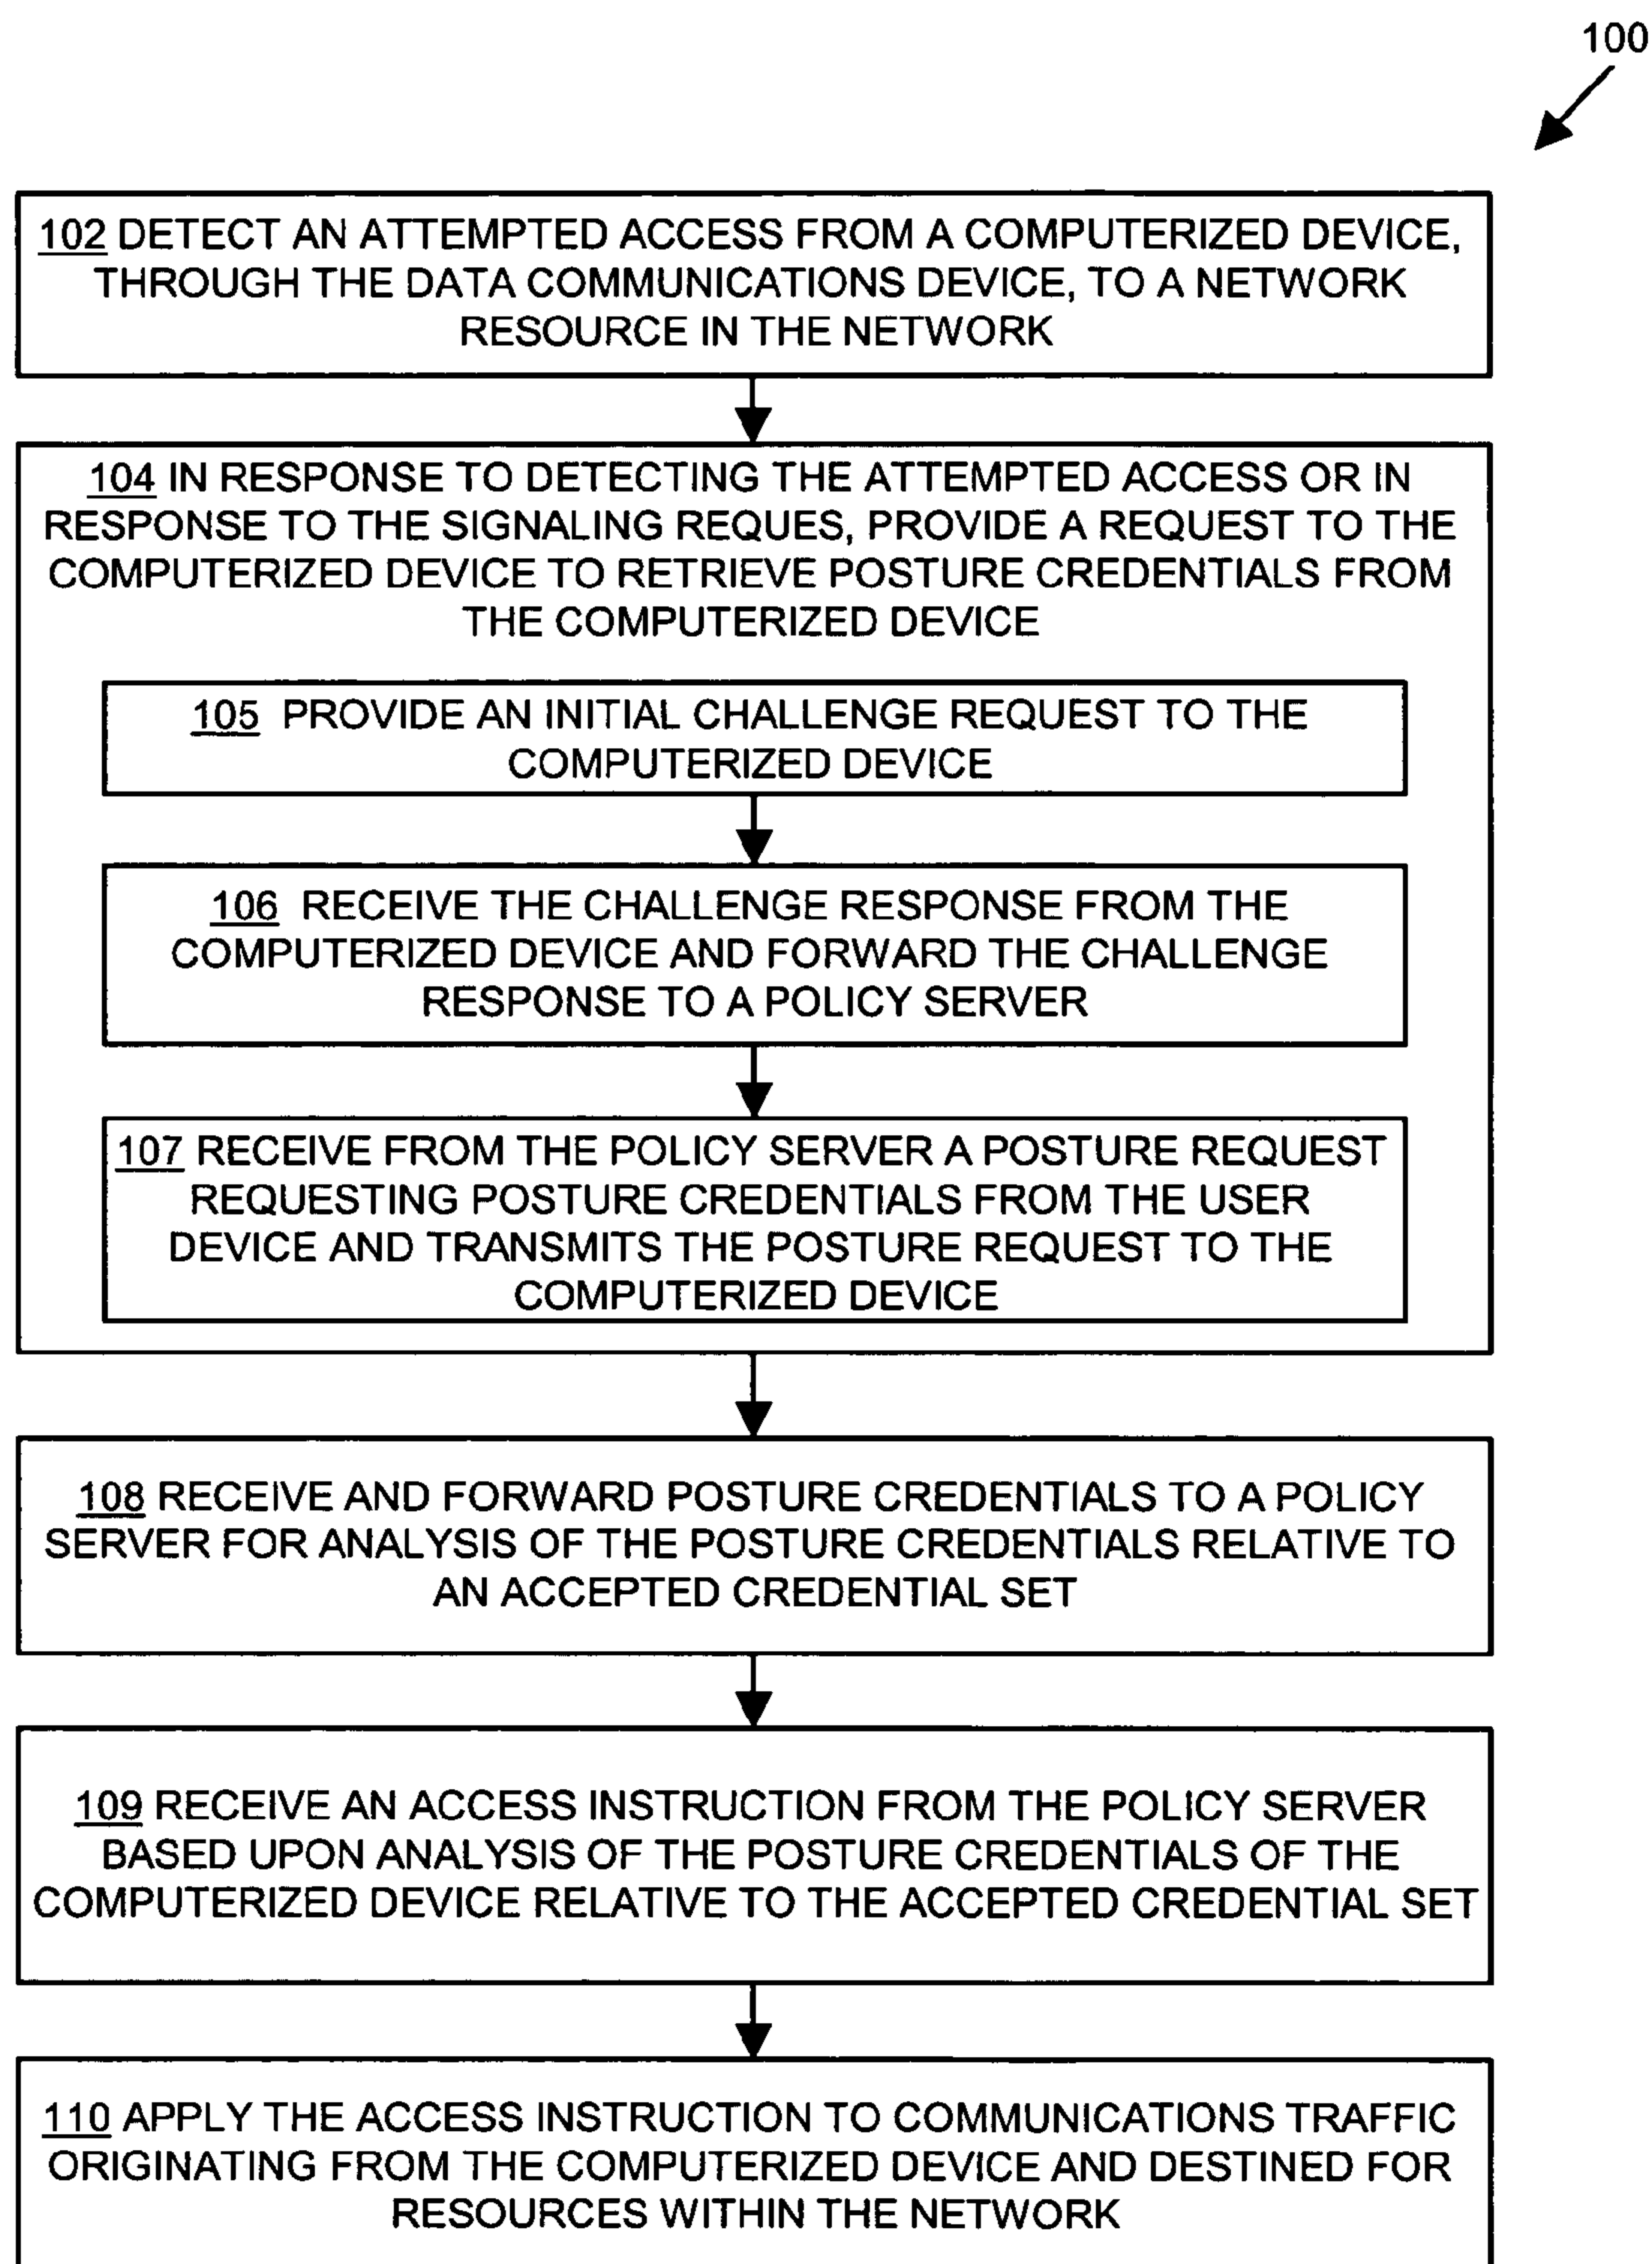 100
102 DETECT AN ATTEMPTED ACCESS FROM A COMPUTERIZED DEVICE,
THROUGH THE DATA COMMUNICATIONS DEVICE, TO A NETWORK
RESOURCE IN THE NETWORK
104 IN RESPONSE TO DETECTING THE ATTEMPTED ACCESS OR IN
RESPONSE TO THE SIGNALING REQUES, PROVIDE A REQUEST TO THE
COMPUTERIZED DEVICE TO RETRIEVE POSTURE CREDENTIALS FROM
THE COMPUTERIZED DEVICE
105 PROVIDE AN INITIAL CHALLENGE REQUEST TO THE
COMPUTERIZED DEVICE
106 RECEIVE THE CHALLENGE RESPONSE FROM THE
COMPUTERIZED DEVICE AND FORWARD THE CHALLENGE
RESPONSE TO A POLICY SERVER
107 RECEIVE FROM THE POLICY SERVER A POSTURE REQUEST
REQUESTING POSTURE CREDENTIALS FROM THE USER
DEVICE AND TRANSMITS THE POSTURE REQUEST TO THE
COMPUTERIZED DEVICE
108 RECEIVE AND FORWARD POSTURE CREDENTIALS TO A POLICY
SERVER FOR ANALYSIS OF THE POSTURE CREDENTIALS RELATIVE TO
AN ACCEPTED CREDENTIAL SET
109 RECEIVE AN ACCESS INSTRUCTION FROM THE POLICY SERVER
BASED UPON ANALYSIS OF THE POSTURE CREDENTIALS OF THE
COMPUTERIZED DEVICE RELATIVE TO THE ACCEPTED CREDENTIAL SET
110 APPLY THE ACCESS INSTRUCTION TO COMMUNICATIONS TRAFFIC
ORIGINATING FROM THE COMPUTERIZED DEVICE AND DESTINED FOR
RESOURCES WITHIN THE NETWORK